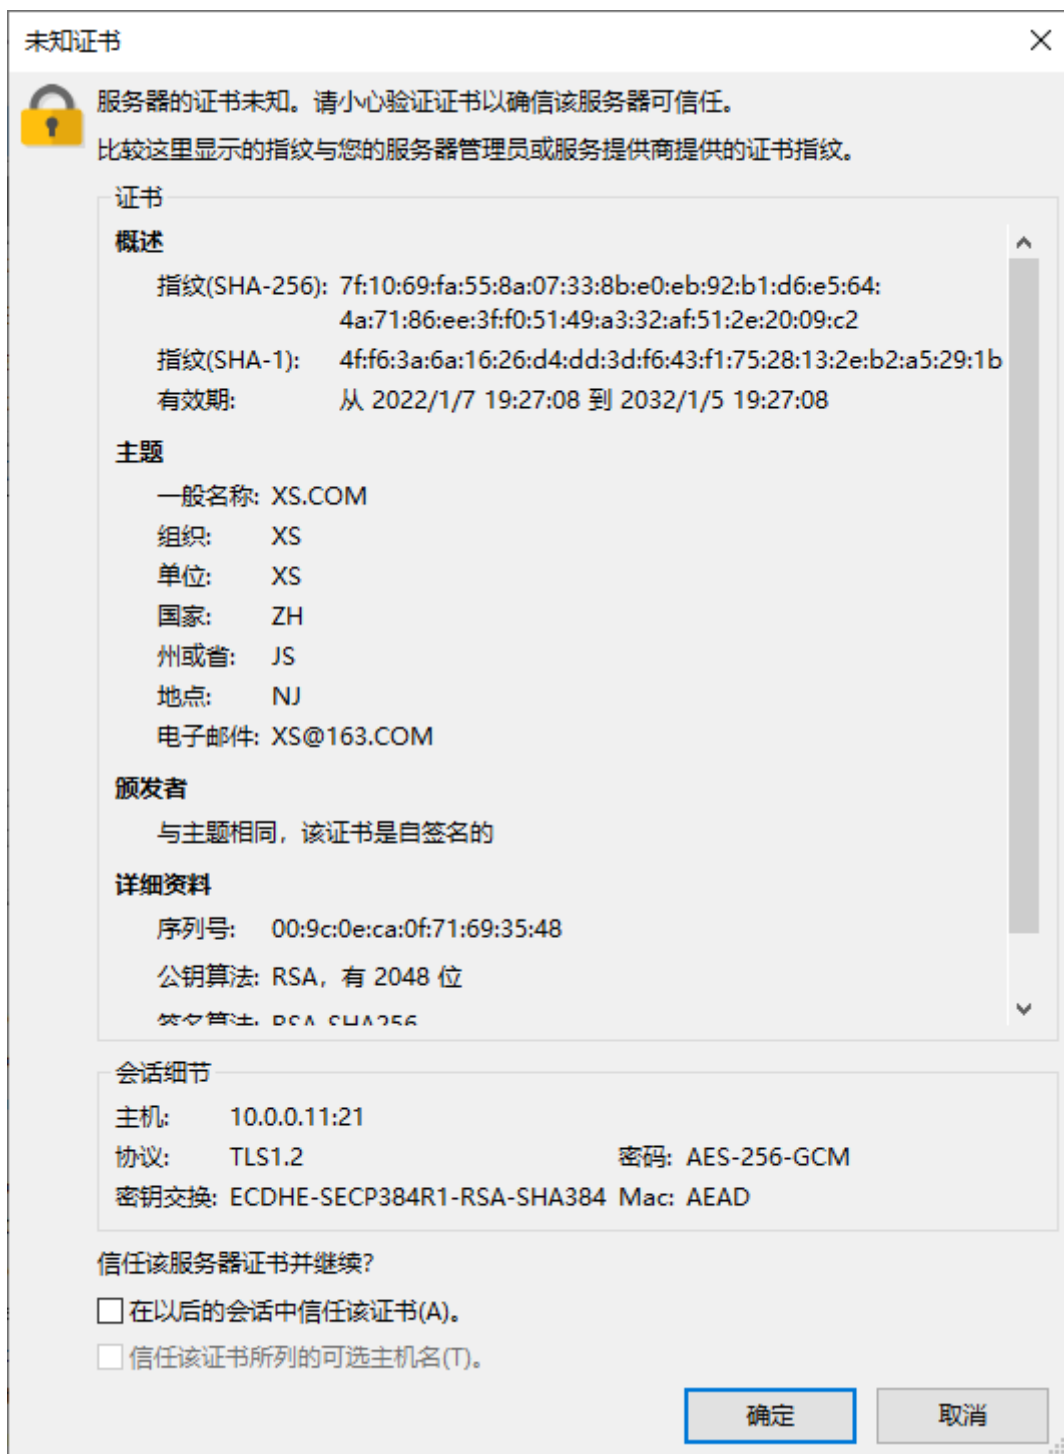 未知证书
服务器的证书未知。请小心验证证书以确信该服务器可信任。
比较这里显示的指纹与您的服务器管理员或服务提供商提供的证书指纹。
证书
概述
指纹(SHA-256): 7f:10:69:fa:55:8a:07:33:8b:e0:eb:92:b1:d6:e5:64:
4a:71:86:ee:3f:f0:51:49:a3:32:af:51:2e:20:09:c2
指纹(SHA-1): 4f:f6:3a:6a:16:26:d4:dd:3d:f6:43:f1:75:28:13:2e:b2:a5:29:1b
有效期: 从 2022/1/7 19:27:08 到 2032/1/5 19:27:08
主题
一般名称: XS.COM
组织: XS
单位: XS
国家: ZH
州或省: JS
地点: NJ
电子邮件: XS@163.COM
颁发者
与主题相同，该证书是自签名的
详细资料
序列号: 00:9c:0e:ca:0f:71:69:35:48
公钥算法: RSA，有 2048 位
签名算法: RSA-SHA256
会话细节
主机: 10.0.0.11:21
协议: TLS1.2 密码: AES-256-GCM
密钥交换: ECDHE-SECP384R1-RSA-SHA384 Mac: AEAD
信任该服务器证书并继续?
在以后的会话中信任该证书(A)。
信任该证书所列的可选主机名(T)。
确定 取消